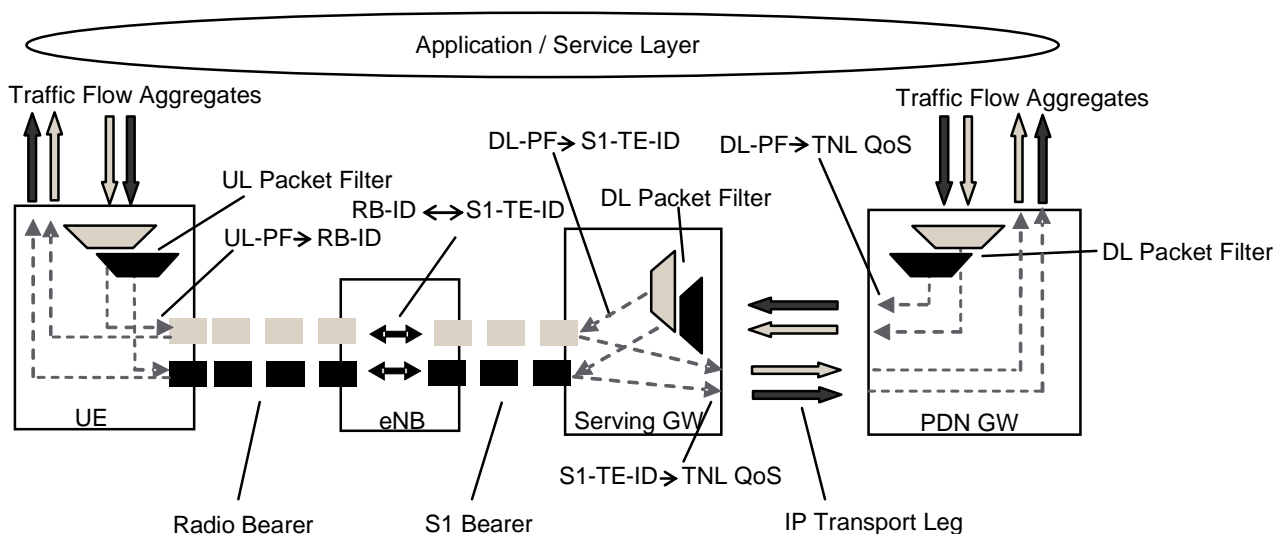 Application / Service Layer
Traffic Flow Aggregates
Traffic Flow Aggregates
DL-PF→S1-TE-ID
DL-PF→TNL QoS
UL Packet Filter
DL Packet Filter
RB-ID ↔ S1-TE-ID
UL-PF→RB-ID
DL Packet Filter
UE
eNB
Serving GW
PDN GW
S1-TE-ID→TNL QoS
Radio Bearer
S1 Bearer
IP Transport Leg